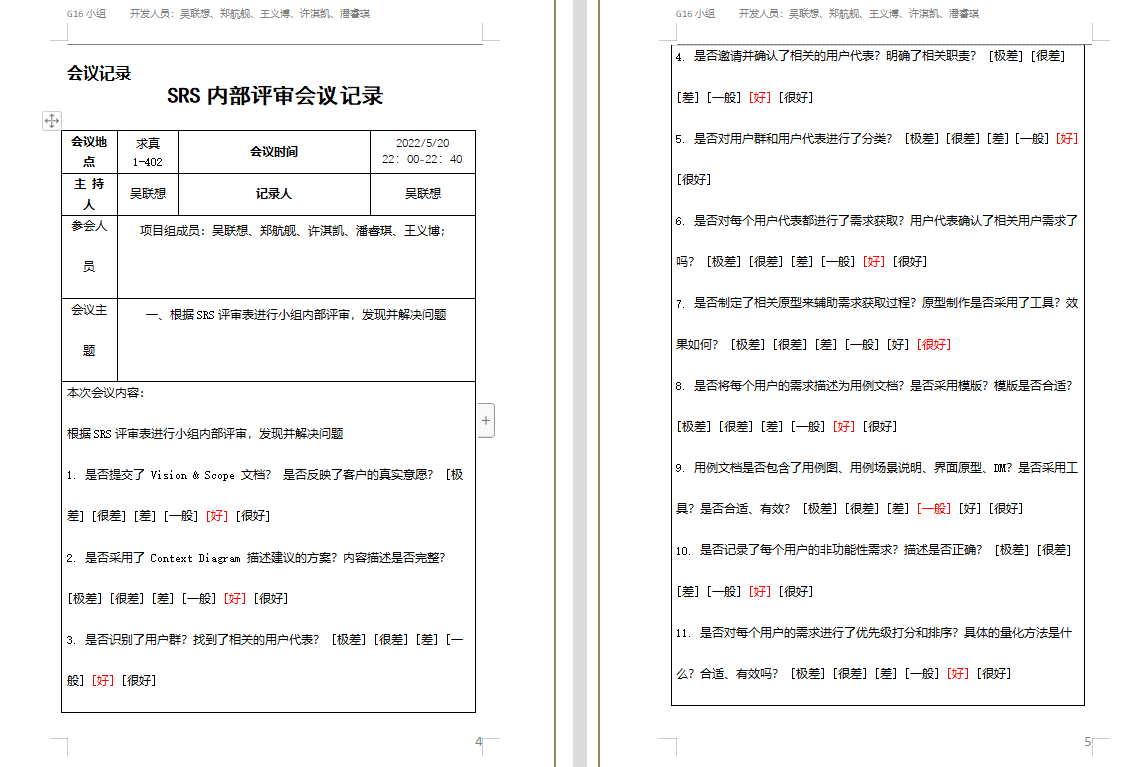 G16 小组 开发人员：吴联想、郑航舰、王义博、许淇凯、潘睿琪
会议记录
SRS 内部评审会议记录
会议地点 求真 1-402 会议时间 2022/5/20 22：00-22：40
主 持人 吴联想 记录人 吴联想
参会人员 项目组成员：吴联想、郑航舰、许淇凯、潘睿琪、王义博；
会议主题 一、根据 SRS 评审表进行小组内部评审，发现并解决问题
本次会议内容：
根据 SRS 评审表进行小组内部评审，发现并解决问题
1. 是否提交了 Vision & Scope 文档？ 是否反映了客户的真实意愿？ [极
差] [很差] [差] [一般] [好] [很好]
2. 是否采用了 Context Diagram 描述建议的方案？内容描述是否完整？
[极差] [很差] [差] [一般] [好] [很好]
3. 是否识别了用户群？找到了相关的用户代表？ [极差] [很差] [差] [一
般] [好] [很好]
4
G16 小组 开发人员：吴联想、郑航舰、王义博、许淇凯、潘睿琪
4. 是否邀请并确认了相关的用户代表？明确了相关职责？ [极差] [很差]
[差] [一般] [好] [很好]
5. 是否对用户群和用户代表进行了分类？ [极差] [很差] [差] [一般] [好]
[很好]
6. 是否对每个用户代表都进行了需求获取？用户代表确认了相关用户需求了
吗？ [极差] [很差] [差] [一般] [好] [很好]
7. 是否制定了相关原型来辅助需求获取过程？原型制作是否采用了工具？效
果如何？ [极差] [很差] [差] [一般] [好] [很好]
8. 是否将每个用户的需求描述为用例文档？是否采用模版？模版是否合适？
[极差] [很差] [差] [一般] [好] [很好]
9. 用例文档是否包含了用例图、用例场景说明、界面原型、DM？是否采用工
具？是否合适、有效？ [极差] [很差] [差] [一般] [好] [很好]
10. 是否记录了每个用户的非功能性需求？描述是否正确？ [极差] [很差]
[差] [一般] [好] [很好]
11. 是否对每个用户的需求进行了优先级打分和排序？具体的量化方法是什
么？合适、有效吗？ [极差] [很差] [差] [一般] [好] [很好]
5